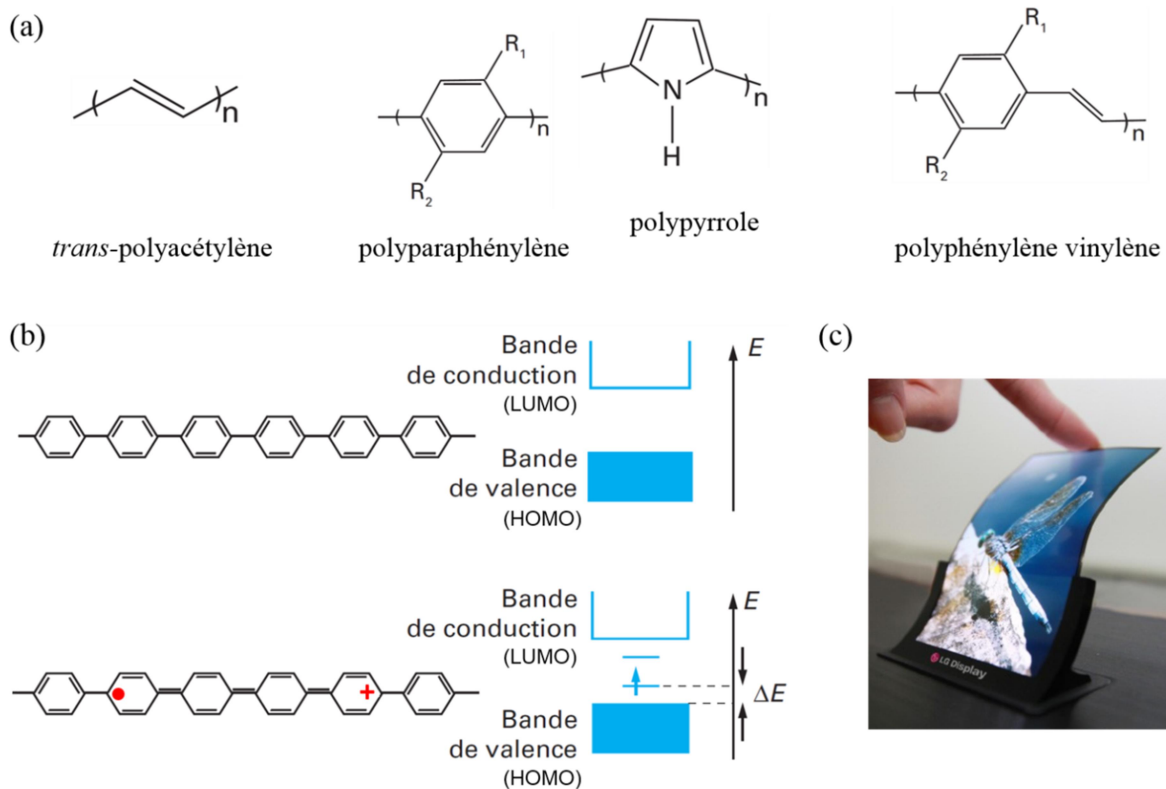 (a)
n
trans-polyacétylène
R1
R2
n
polyparaphénylène
N
H
n
polypyrrole
R1
R2
n
polyphénylène vinylène
(b)
Bande
de conduction
(LUMO)
E
Bande
de valence
(HOMO)
Bande
de conduction
(LUMO)
E
ΔE
+
Bande
de valence
(HOMO)
(c)
LG Display